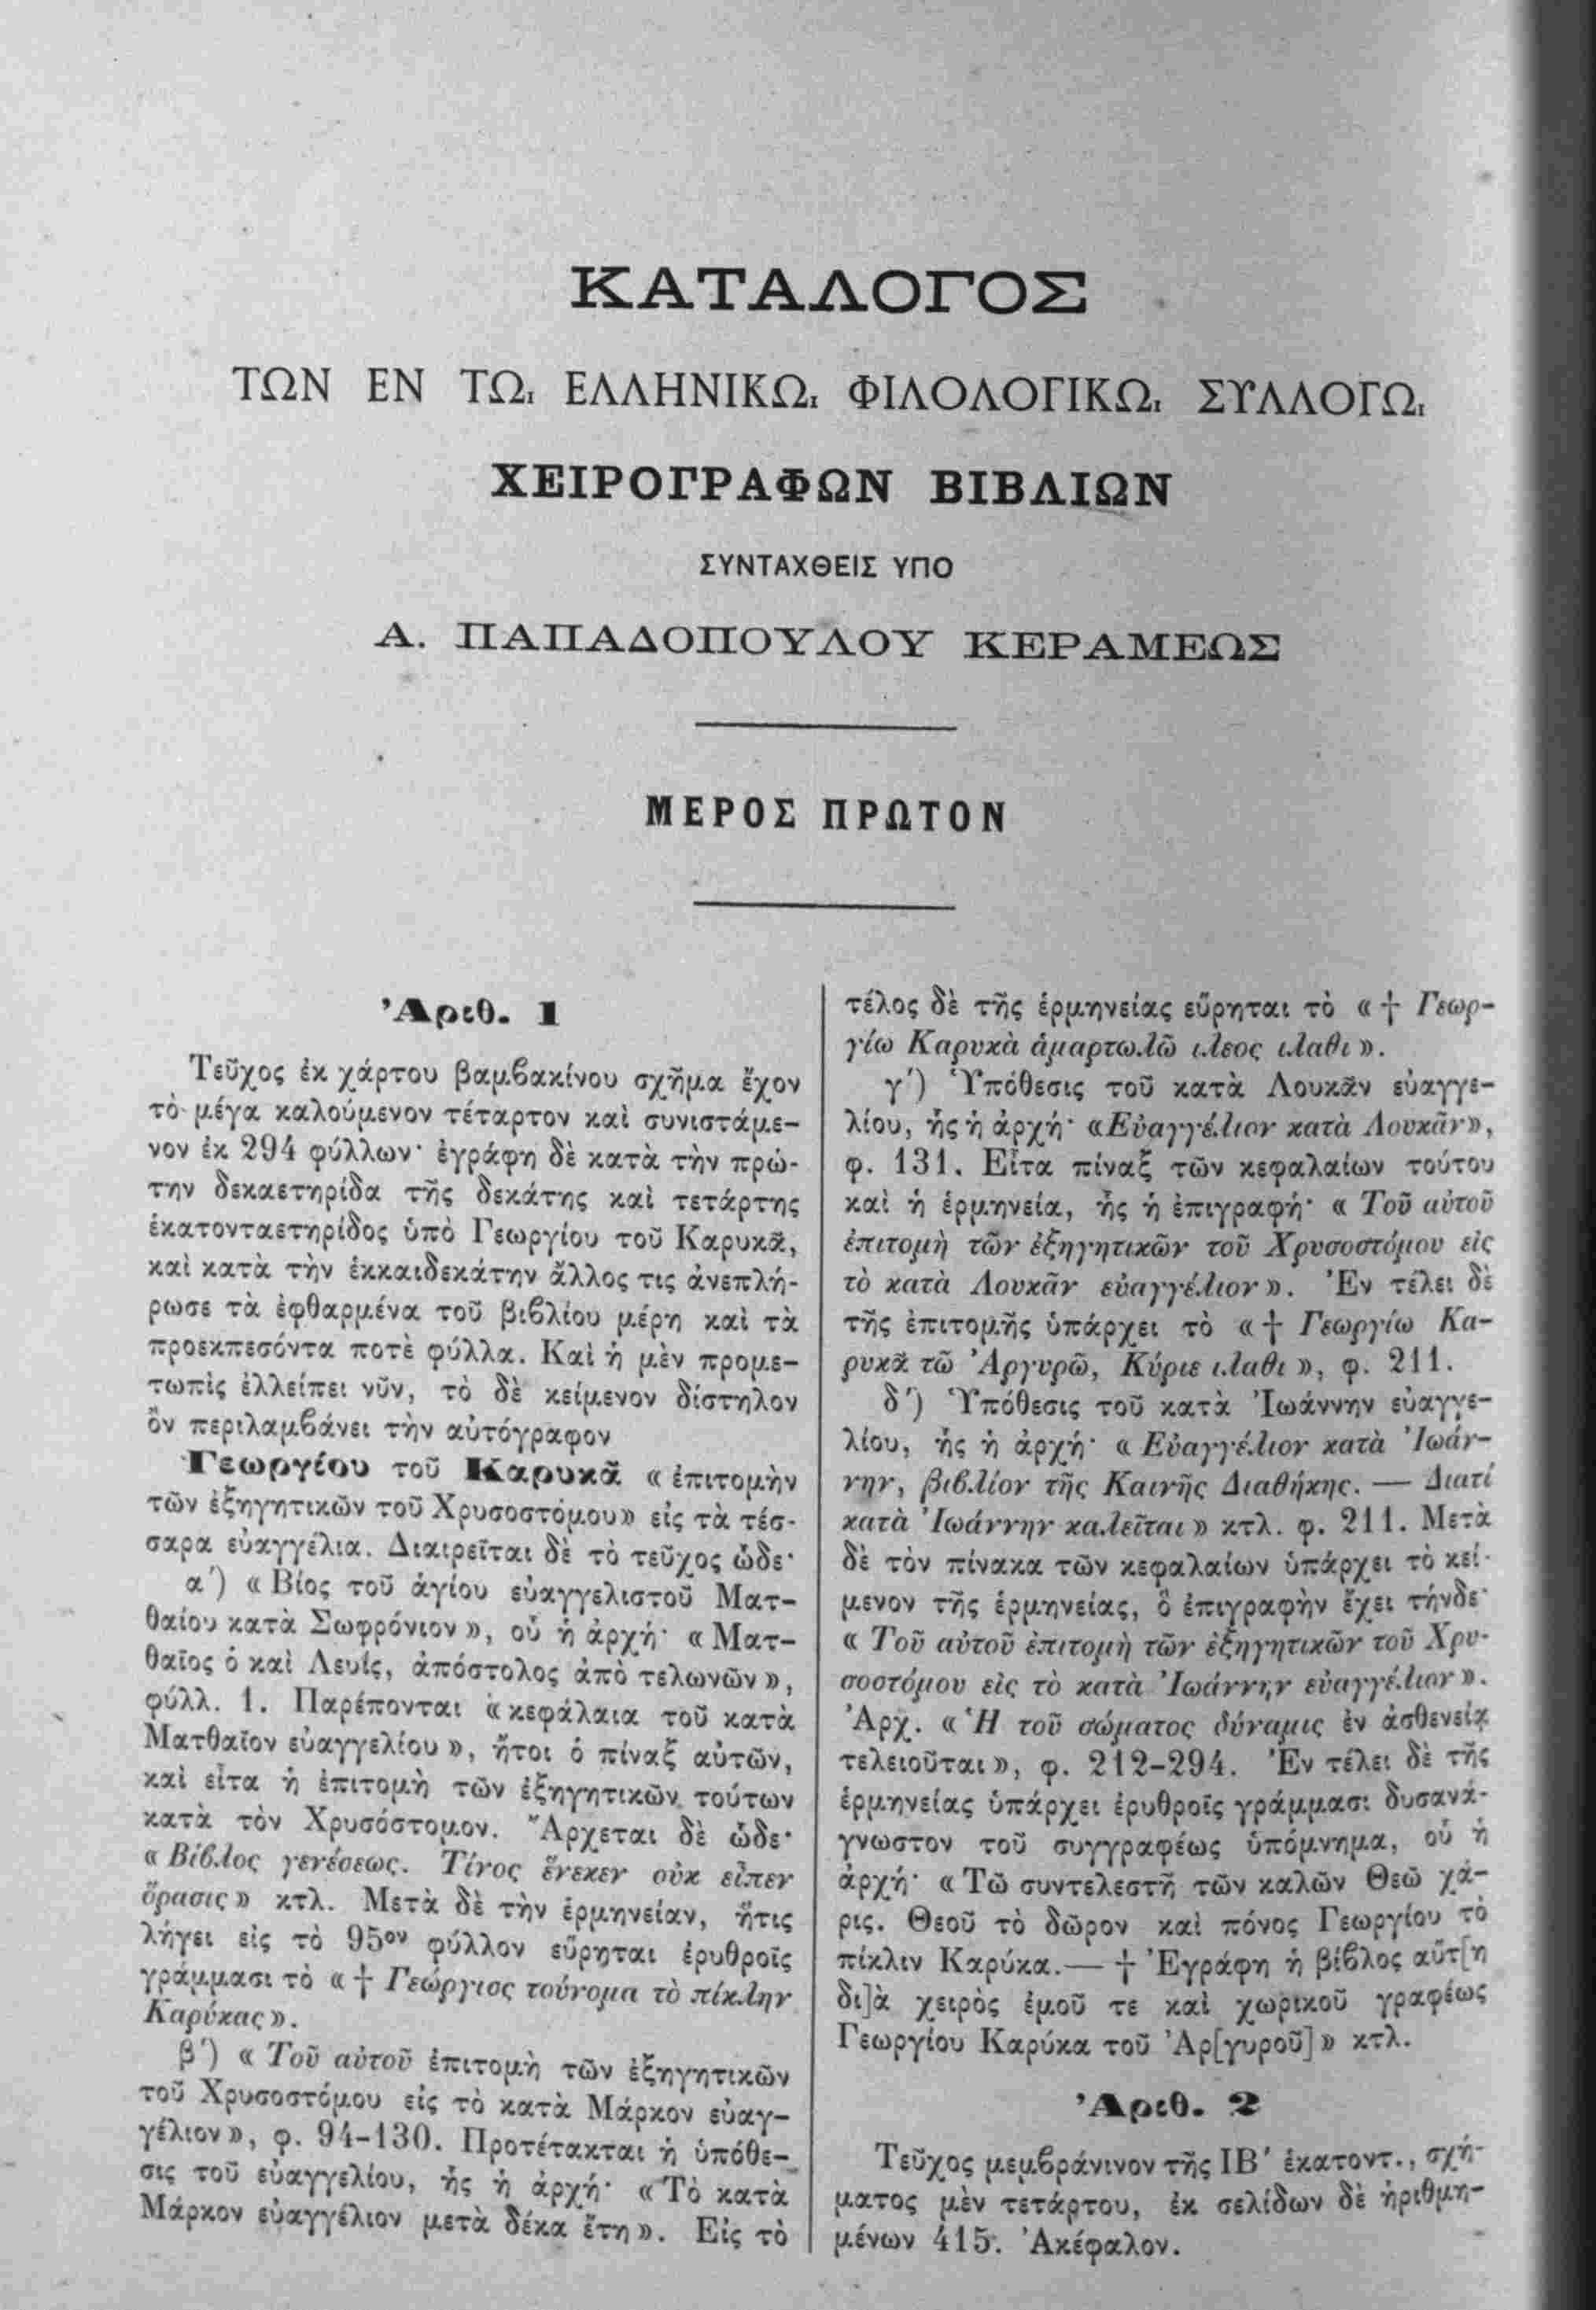 ΚΑΤΑΛΟΓΟΣ
ΤΩΝ ΕΝ ΤΩι ΕΛΛΗΝΙΚΩι ΦΙΛΟΛΟΓΙΚΩι ΣΥΛΛΟΓΩι
ΧΕΙΡΟΓΡΑΦΩΝ ΒΙΒΛΙΩΝ
ΣΥΝΤΑΧΘΕΙΣ ΥΠΟ
Α. ΠΑΠΑΔΟΠΟΥΛΟΥ ΚΕΡΑΜΕΩΣ
ΜΕΡΟΣ ΠΡΩΤΟΝ
Ἀριθ. 1
Τεῦχος ἐκ χάρτου βαμβακίνου σχῆμα ἔχον
τὸ μέγα καλούμενον τέταρτον καὶ συνιστάμε-
νον ἐκ 294 φύλλων· ἐγράφη δὲ κατὰ τὴν πρώ-
την δεκαετηρίδα τῆς δεκάτης καὶ τετάρτης
ἑκατονταετηρίδος ὑπὸ Γεωργίου τοῦ Καρυκᾶ,
καὶ κατὰ τὴν ἑκκαιδεκάτην ἄλλος τις ἀνεπλή-
ρωσε τὰ ἐφθαρμένα τοῦ βιβλίου μέρη καὶ τὰ
προεκπεσόντα ποτὲ φύλλα. Καὶ ἡ μὲν προμε-
τωπὶς ἐλλείπει νῦν, τὸ δὲ κείμενον δίστηλον
ὂν περιλαμβάνει τὴν αὐτόγραφον
Γεωργίου τοῦ Καρυκᾶ «ἐπιτομὴν
τῶν ἐξηγητικῶν τοῦ Χρυσοστόμου» εἰς τὰ τέσ-
σαρα εὐαγγέλια. Διαιρεῖται δὲ τὸ τεῦχος ὧδε·
α′) «Βίος τοῦ ἁγίου εὐαγγελιστοῦ Ματ-
θαίου κατὰ Σωφρόνιον», οὗ ἡ ἀρχή· «Ματ-
θαῖος ὁ καὶ Λευίς, ἀπόστολος ἀπὸ τελωνῶν»,
φύλλ. 1. Παρέπονται «κεφάλαια τοῦ κατὰ
Ματθαῖον εὐαγγελίου», ἤτοι ὁ πίναξ αὐτῶν,
καὶ εἶτα ἡ ἐπιτομὴ τῶν ἐξηγητικῶν τούτων
κατὰ τὸν Χρυσόστομον. Ἄρχεται δὲ ὧδε·
«Βίβλος γενέσεως. Τίνος ἕνεκεν οὐκ εἶπεν
ὅρασις» κτλ. Μετὰ δὲ τὴν ἑρμηνείαν, ἥτις
λήγει εἰς τὸ 95ον φύλλον εὕρηται ἐρυθροῖς
γράμμασι τὸ «† Γεώργιος τοὔνομα τὸ πίκλην
Καρύκας».
β′) «Τοῦ αὐτοῦ ἐπιτομὴ τῶν ἐξηγητικῶν
τοῦ Χρυσοστόμου εἰς τὸ κατὰ Μάρκον εὐαγ-
γέλιον», φ. 94-130. Προτέτακται ἡ ὑπόθε-
σις τοῦ εὐαγγελίου, ἧς ἡ ἀρχή· «Τὸ κατὰ
Μάρκον εὐαγγέλιον μετὰ δέκα ἔτη». Εἰς τὸ
τέλος δὲ τῆς ἑρμηνείας εὕρηται τὸ «† Γεωρ-
γίω Καρυκὰ ἁμαρτωλῶ ιλεος ιλαθι».
γ′) Ὑπόθεσις τοῦ κατὰ Λουκᾶν εὐαγγε-
λίου, ἧς ἡ ἀρχή· «Εὐαγγέλιον κατὰ Λουκᾶν»,
φ. 131. Εἶτα πίναξ τῶν κεφαλαίων τούτου
καὶ ἡ ἑρμηνεία, ἧς ἡ ἐπιγραφή· «Τοῦ αὐτοῦ
ἐπιτομὴ τῶν ἐξηγητικῶν τοῦ Χρυσοστόμου εἰς
τὸ κατὰ Λουκᾶν εὐαγγέλιον». Ἐν τέλει δὲ
τῆς ἐπιτομῆς ὑπάρχει τὸ «† Γεωργίω Κα-
ρυκᾶ τῶ Ἀργυρῶ, Κύριε ιλαθι», φ. 211.
δ′) Ὑπόθεσις τοῦ κατὰ Ἰωάννην εὐαγγε-
λίου, ἧς ἡ ἀρχή· «Εὐαγγέλιον κατὰ Ἰωάν-
νην, βιβλίον τῆς Καινῆς Διαθήκης. — Διατί
κατὰ Ἰωάννην καλεῖται» κτλ. φ. 211. Μετὰ
δὲ τὸν πίνακα τῶν κεφαλαίων ὑπάρχει τὸ κεί-
μενον τῆς ἑρμηνείας, ὃ ἐπιγραφὴν ἔχει τήνδε·
«Τοῦ αὐτοῦ ἐπιτομὴ τῶν ἐξηγητικῶν τοῦ Χρυ-
σοστόμου εἰς τὸ κατὰ Ἰωάννην εὐαγγέλιον».
Ἀρχ. «Ἡ τοῦ σώματος δύναμις ἐν ἀσθενείᾳ
τελειοῦται», φ. 212-294. Ἐν τέλει δὲ τῆς
ἑρμηνείας ὑπάρχει ἐρυθροῖς γράμμασι δυσανά-
γνωστον τοῦ συγγραφέως ὑπόμνημα, οὗ ἡ
ἀρχή· «Τῶ συντελεστῆ τῶν καλῶν Θεῶ χά-
ρις. Θεοῦ τὸ δῶρον καὶ πόνος Γεωργίου τὸ
πίκλιν Καρύκα.— † Ἐγράφη ἡ βίβλος αὕτ[η
δι]ὰ χειρὸς ἐμοῦ τε καὶ χωρικοῦ γραφέως
Γεωργίου Καρύκα τοῦ Ἀρ[γυροῦ]» κτλ.
Ἀριθ. 2
Τεῦχος μεμβράνινον τῆς ΙΒ′ ἑκατοντ., σχή-
ματος μὲν τετάρτου, ἐκ σελίδων δὲ ἠριθμη-
μένων 415. Ἀκέφαλον.